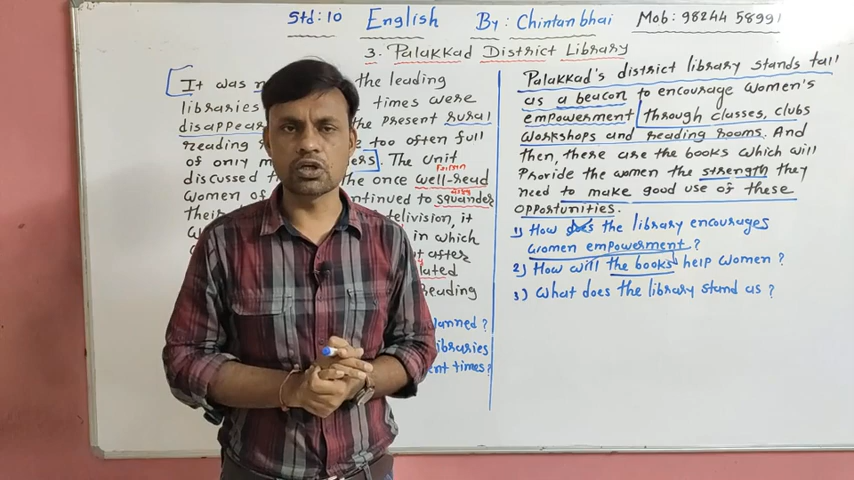 Std: 10 English By: Chintanbhai Mob: 98244 58991
3. Palakkad District Library
It was the leading
libraries times were
disappear the present rural
reading too often full
of only ers. The Unit
discussed the once well-read
women of ntinued to squander
their television, it
in which
after
lated
Reading
lanned?
libraries
ent times?
Palakkad's district library stands tall
as a beacon to encourage women's
empowerment through classes, clubs
workshops and reading rooms. And
then, there are the books which will
Provide the women the strength they
need to make good use of these
opportunities.
1) How does the library encourages
women empowerment?
2) How will the books help women?
3) What does the library stand as?